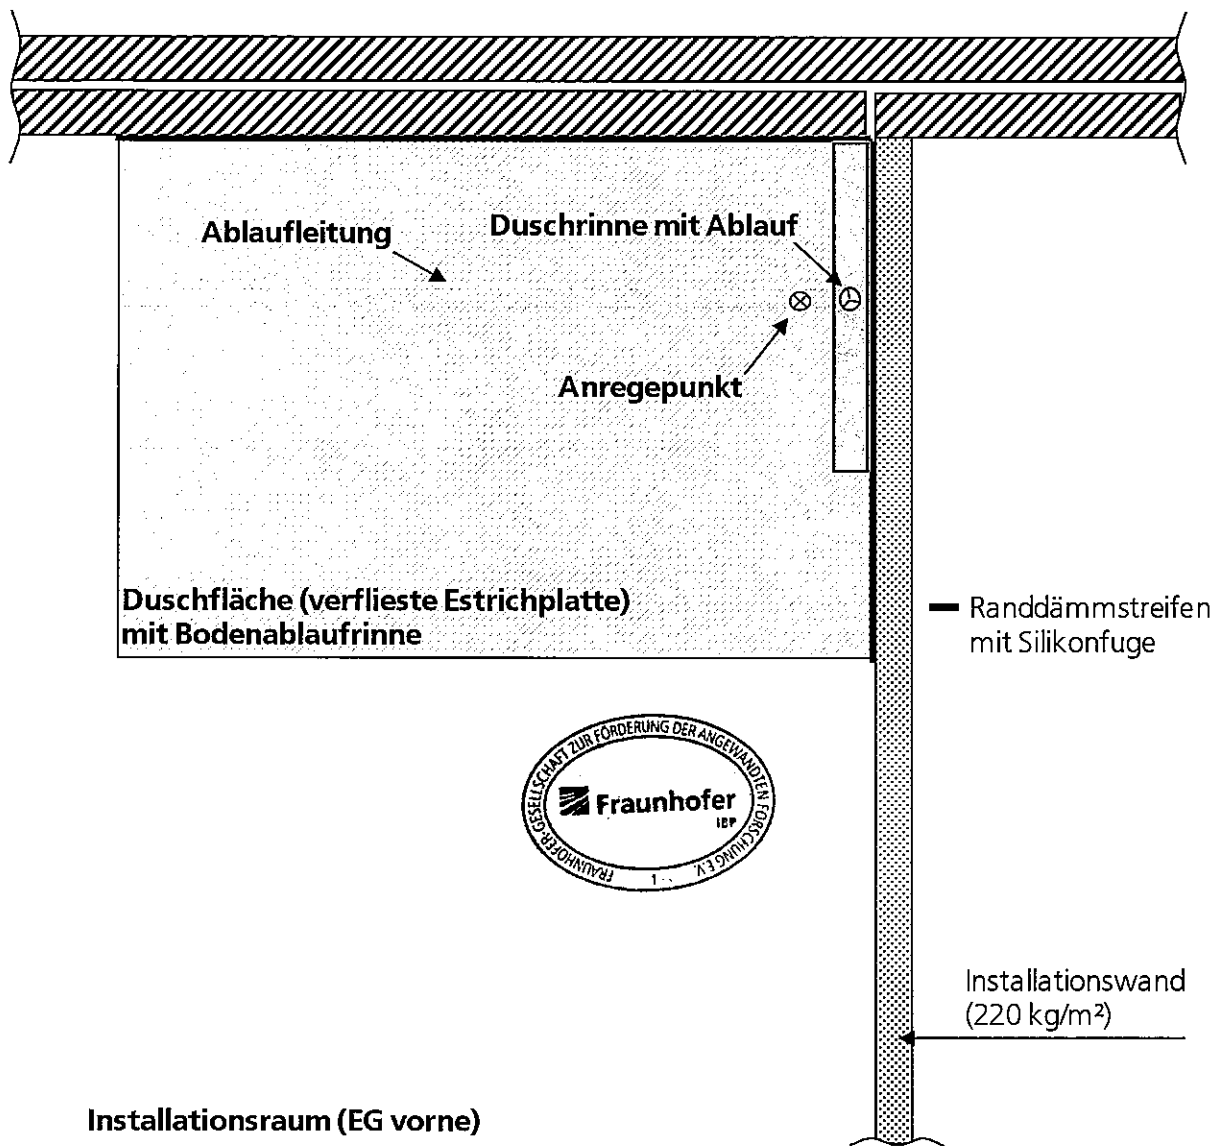 Ablaufleitung
Duschrinne mit Ablauf
Anregepunkt
Duschfläche (verflieste Estrichplatte)
mit Bodenablaufrinne
Randdämmstreifen
mit Silikonfuge
FRAUNHOFER-GESELLSCHAFT ZUR FÖRDERUNG DER ANGEWANDTEN FORSCHUNG E.V.
Fraunhofer
IBP
1
Installationswand
(220 kg/m²)
Installationsraum (EG vorne)